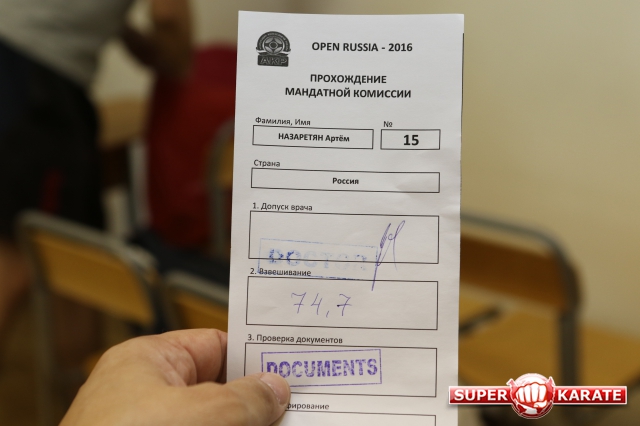 OPEN RUSSIA - 2016
ПРОХОЖДЕНИЕ
МАНДАТНОЙ КОМИССИИ
Фамилия, Имя №
НАЗАРЕТЯН Артём 15
Страна
Россия
1. Допуск врача
DOCTOR
2. Взвешивание
74,7
3. Проверка документов
DOCUMENTS
SUPER KARATE